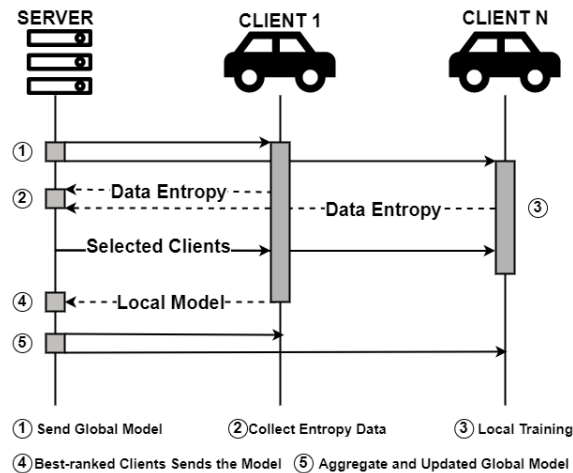 SERVER CLIENT 1 CLIENT N
1
2 Data Entropy
Data Entropy 3
Selected Clients
4 Local Model
5
1 Send Global Model 2 Collect Entropy Data 3 Local Training
4 Best-ranked Clients Sends the Model 5 Aggregate and Updated Global Model